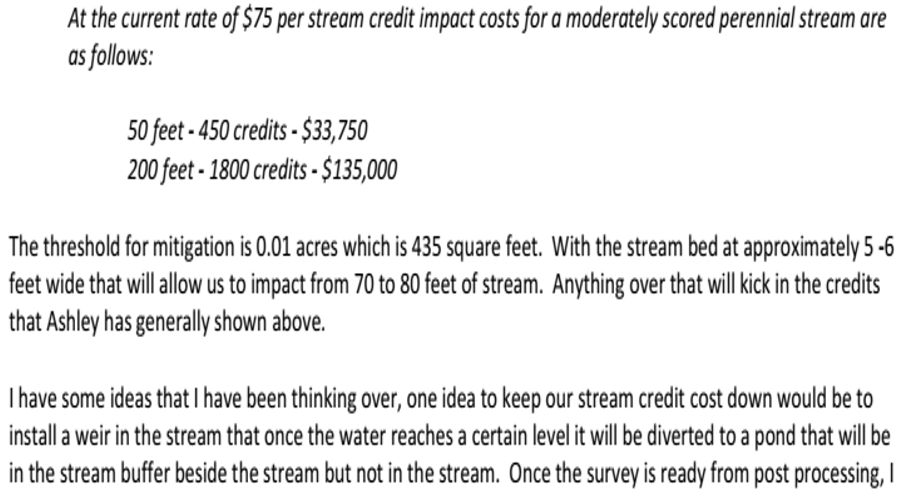 At the current rate of $75 per stream credit impact costs for a moderately scored perennial stream are
as follows:
50 feet - 450 credits - $33,750
200 feet - 1800 credits - $135,000
The threshold for mitigation is 0.01 acres which is 435 square feet.  With the stream bed at approximately 5 -6
feet wide that will allow us to impact from 70 to 80 feet of stream.  Anything over that will kick in the credits
that Ashley has generally shown above.
I have some ideas that I have been thinking over, one idea to keep our stream credit cost down would be to
install a weir in the stream that once the water reaches a certain level it will be diverted to a pond that will be
in the stream buffer beside the stream but not in the stream.  Once the survey is ready from post processing, I